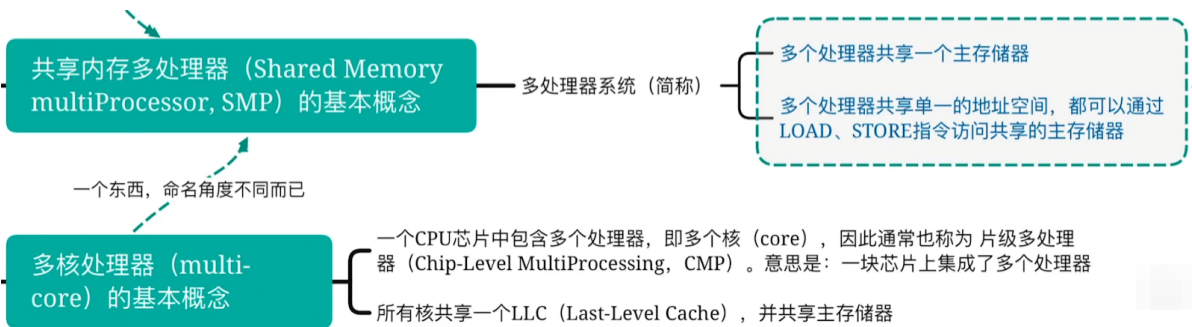 共享内存多处理器（Shared Memory
multiProcessor, SMP）的基本概念
多处理器系统（简称）
多个处理器共享一个主存储器
多个处理器共享单一的地址空间，都可以通过
LOAD、STORE指令访问共享的主存储器
一个东西，命名角度不同而已
多核处理器（multi-
core）的基本概念
一个CPU芯片中包含多个处理器，即多个核（core），因此通常也称为 片级多处理
器（Chip-Level MultiProcessing，CMP）。意思是：一块芯片上集成了多个处理器
所有核共享一个LLC（Last-Level Cache），并共享主存储器